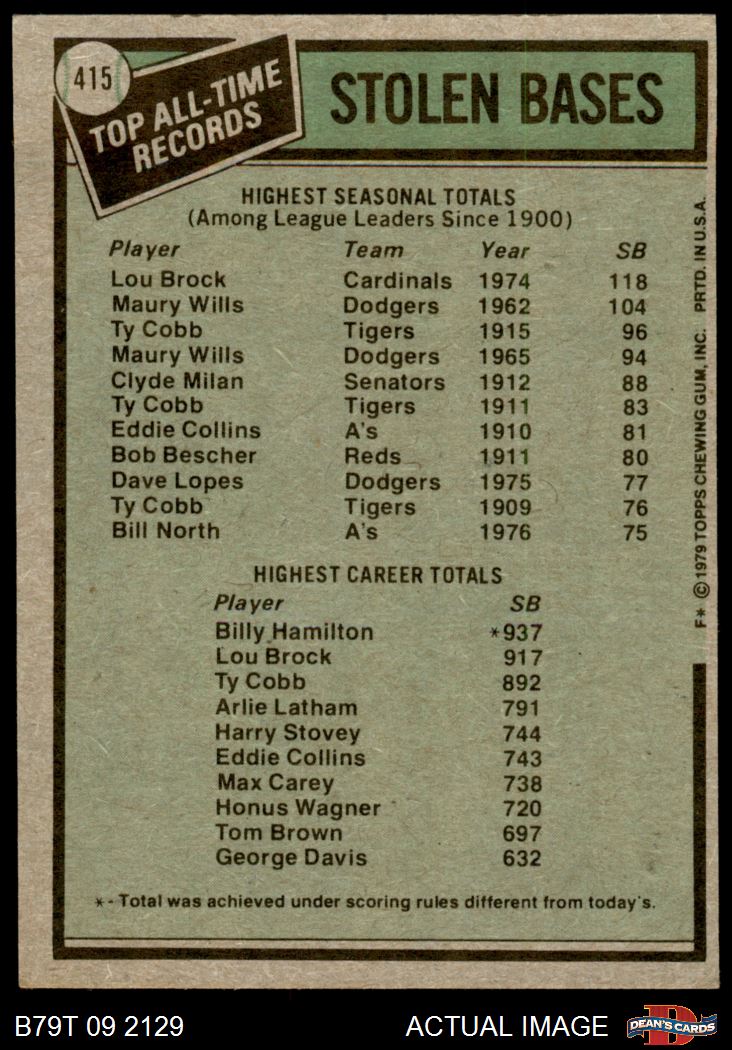 415
TOP ALL-TIME
RECORDS
STOLEN BASES
HIGHEST SEASONAL TOTALS
(Among League Leaders Since 1900)
Player Team Year SB
Lou Brock Cardinals 1974 118
Maury Wills Dodgers 1962 104
Ty Cobb Tigers 1915 96
Maury Wills Dodgers 1965 94
Clyde Milan Senators 1912 88
Ty Cobb Tigers 1911 83
Eddie Collins A's 1910 81
Bob Bescher Reds 1911 80
Dave Lopes Dodgers 1975 77
Ty Cobb Tigers 1909 76
Bill North A's 1976 75
HIGHEST CAREER TOTALS
Player SB
Billy Hamilton *937
Lou Brock 917
Ty Cobb 892
Arlie Latham 791
Harry Stovey 744
Eddie Collins 743
Max Carey 738
Honus Wagner 720
Tom Brown 697
George Davis 632
*- Total was achieved under scoring rules different from today's.
F* © 1979 TOPPS CHEWING GUM, INC. PRTD. IN U.S.A.
B79T 09 2129 ACTUAL IMAGE
D
DEAN'S CARDS